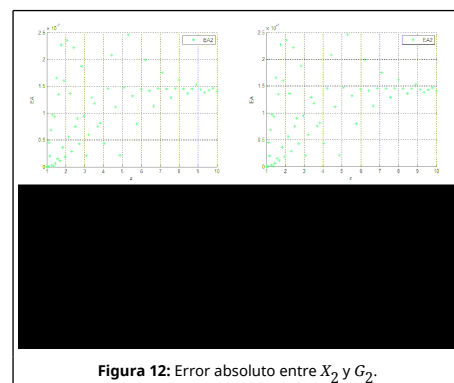 × 10⁻⁷ × 10⁻⁷
EA2 EA2
2.5 2.5
2 2
1.5 1.5
1 1
0.5 0.5
0 0
EA EA
1 2 3 4 5 6 7 8 9 10 1 2 3 4 5 6 7 8 9 10
z z
Figura 12: Error absoluto entre X₂ y G₂.